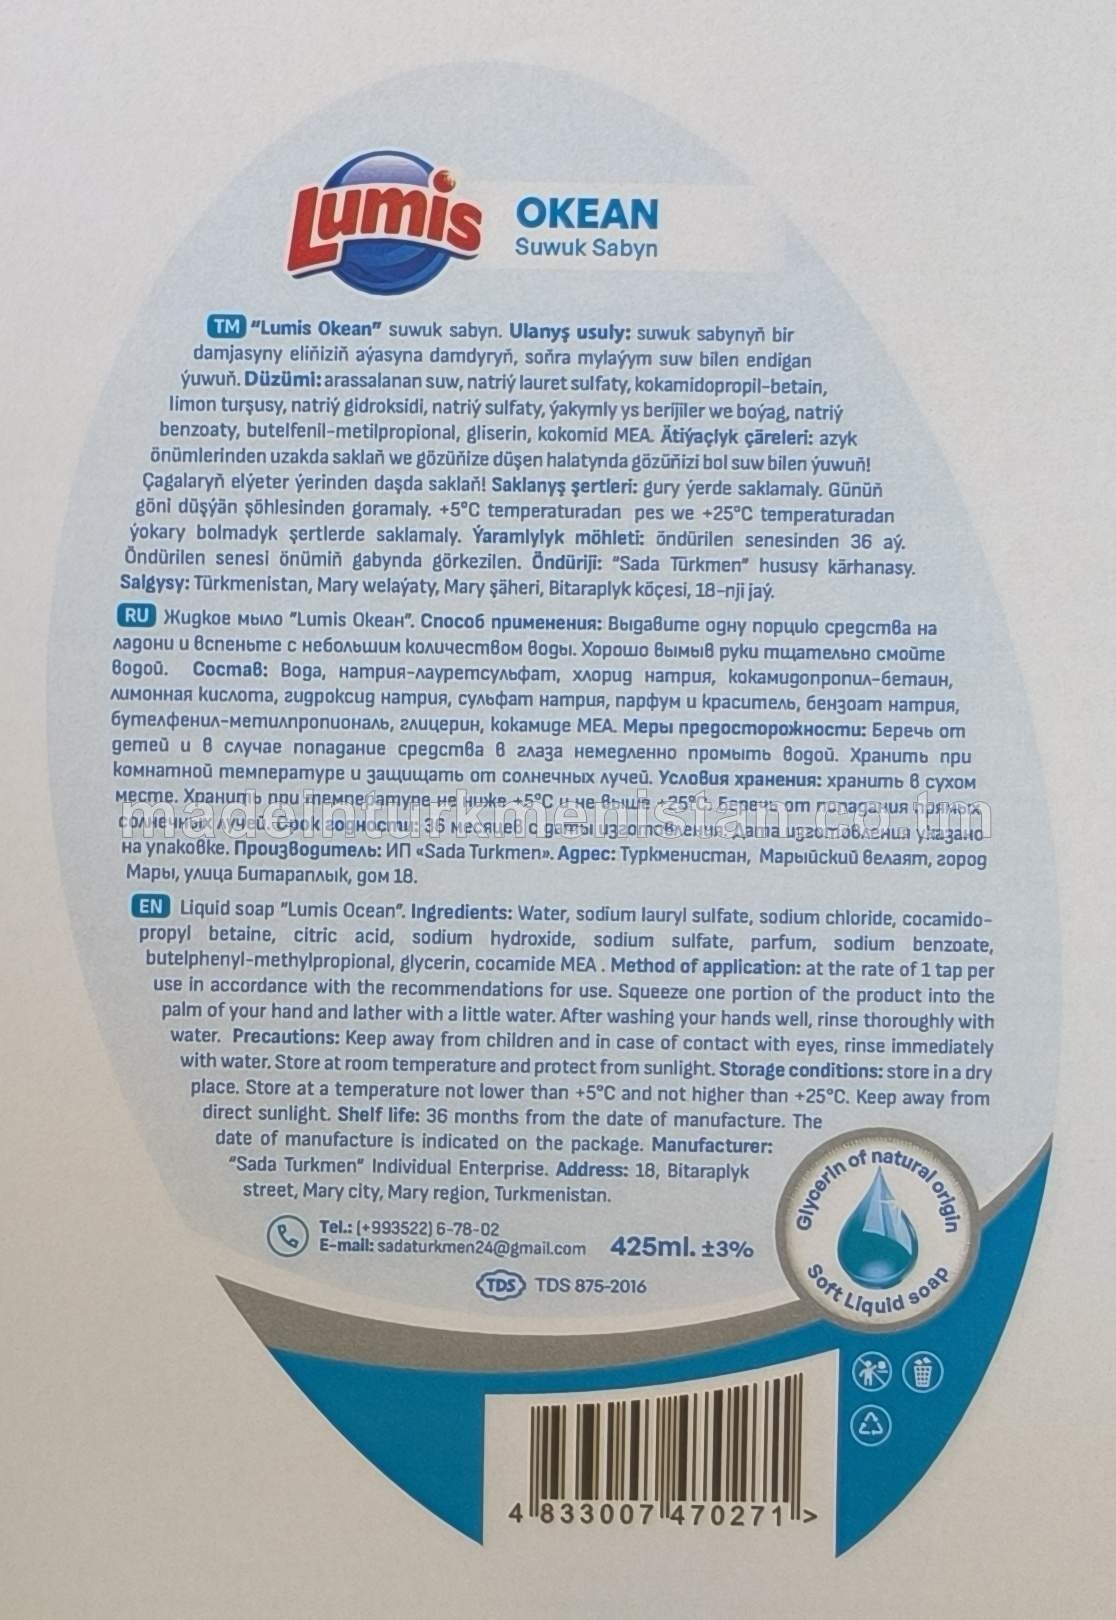 Lumis
OKEAN
Suwuk Sabyn
TM "Lumis Okean" suwuk sabyn. Ulanyş usuly: suwuk sabynyň bir
damjasyny eliňiziň aýasyna damdyryň, soňra mylaýym suw bilen endigan
ýuwuň. Düzümi: arassalanan suw, natriý lauret sulfaty, kokamidopropil-betain,
limon turşusy, natriý gidroksidi, natriý sulfaty, ýakymly ys berijiler we boýag, natriý
benzoaty, butelfenil-metilpropional, gliserin, kokomid MEA. Ätiýaçlyk çäreleri: azyk
önümlerinden uzakda saklaň we gözüňize düşen halatynda gözüňizi bol suw bilen ýuwuň!
Çagalaryň elýeter ýerinden daşda saklaň! Saklanyş şertleri: gury ýerde saklamaly. Günüň
göni düşýän şöhlesinden goramaly. +5°C temperaturadan pes we +25°C temperaturadan
ýokary bolmadyk şertlerde saklamaly. Ýaramlylyk möhleti: öndürilen senesinden 36 aý.
Öndürilen senesi önümiň gabynda görkezilen. Öndüriji: "Sada Türkmen" hususy kärhanasy.
Salgysy: Türkmenistan, Mary welaýaty, Mary şäheri, Bitaraplyk köçesi, 18-nji jaý.
RU Жидкое мыло "Lumis Океан". Способ применения: Выдавите одну порцию средства на
ладони и вспеньте с небольшим количеством воды. Хорошо вымыв руки тщательно смойте
водой. Состав: Вода, натрия-лауретсульфат, хлорид натрия, кокамидопропил-бетаин,
лимонная кислота, гидроксид натрия, сульфат натрия, парфум и краситель, бензоат натрия,
бутелфенил-метилпропиональ, глицерин, кокамиде МЕА. Меры предосторожности: Беречь от
детей и в случае попадание средства в глаза немедленно промыть водой. Хранить при
комнатной температуре и защищать от солнечных лучей. Условия хранения: хранить в сухом
месте. Хранить при температуре не ниже +5°C и не выше +25°C. Беречь от попадания прямых
солнечных лучей. Срок годности: 36 месяцев с даты изготовления. Дата изготовления указано
madeinturkmenistan.com.tm
на упаковке. Производитель: ИП «Sada Turkmen». Адрес: Туркменистан, Марыйский велаят, город
Мары, улица Битараплык, дом 18.
EN Liquid soap "Lumis Ocean". Ingredients: Water, sodium lauryl sulfate, sodium chloride, cocamido-
propyl betaine, citric acid, sodium hydroxide, sodium sulfate, parfum, sodium benzoate,
butelphenyl-methylpropional, glycerin, cocamide MEA . Method of application: at the rate of 1 tap per
use in accordance with the recommendations for use. Squeeze one portion of the product into the
palm of your hand and lather with a little water. After washing your hands well, rinse thoroughly with
water. Precautions: Keep away from children and in case of contact with eyes, rinse immediately
with water. Store at room temperature and protect from sunlight. Storage conditions: store in a dry
place. Store at a temperature not lower than +5°C and not higher than +25°C. Keep away from
direct sunlight. Shelf life: 36 months from the date of manufacture. The
date of manufacture is indicated on the package. Manufacturer:
"Sada Turkmen" Individual Enterprise. Address: 18, Bitaraplyk
street, Mary city, Mary region, Turkmenistan.
Tel.: (+993522) 6-78-02
E-mail: sadaturkmen24@gmail.com
425ml. ±3%
TDS TDS 875-2016
Glycerin of natural origin
Soft Liquid soap
4 833007 470271 >